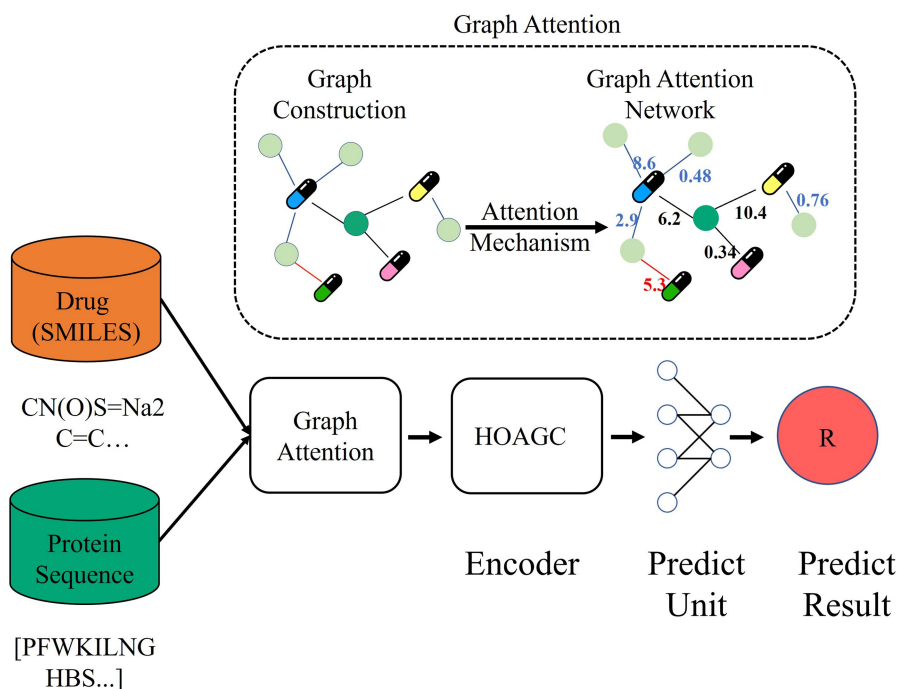 Graph Attention
Graph
Construction
Graph Attention
Network
8.6
0.48
2.9
6.2
10.4
0.76
0.34
5.3
Attention
Mechanism
Drug
(SMILES)
CN(O)S=Na2
C=C…
Protein
Sequence
[PFWKILNG
HBS...]
Graph
Attention
HOAGC
R
Encoder
Predict
Unit
Predict
Result